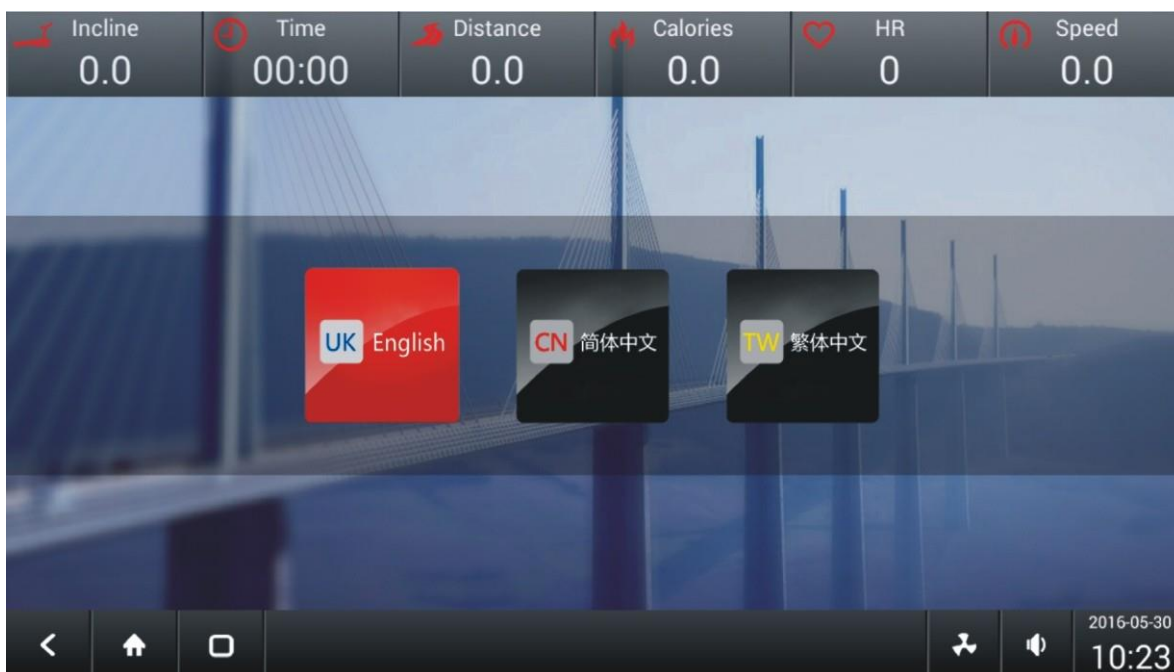 Incline Time Distance Calories HR Speed
0.0 00:00 0.0 0.0 0 0.0
UK English CN 简体中文 TW 繁体中文
2016-05-30
10:23